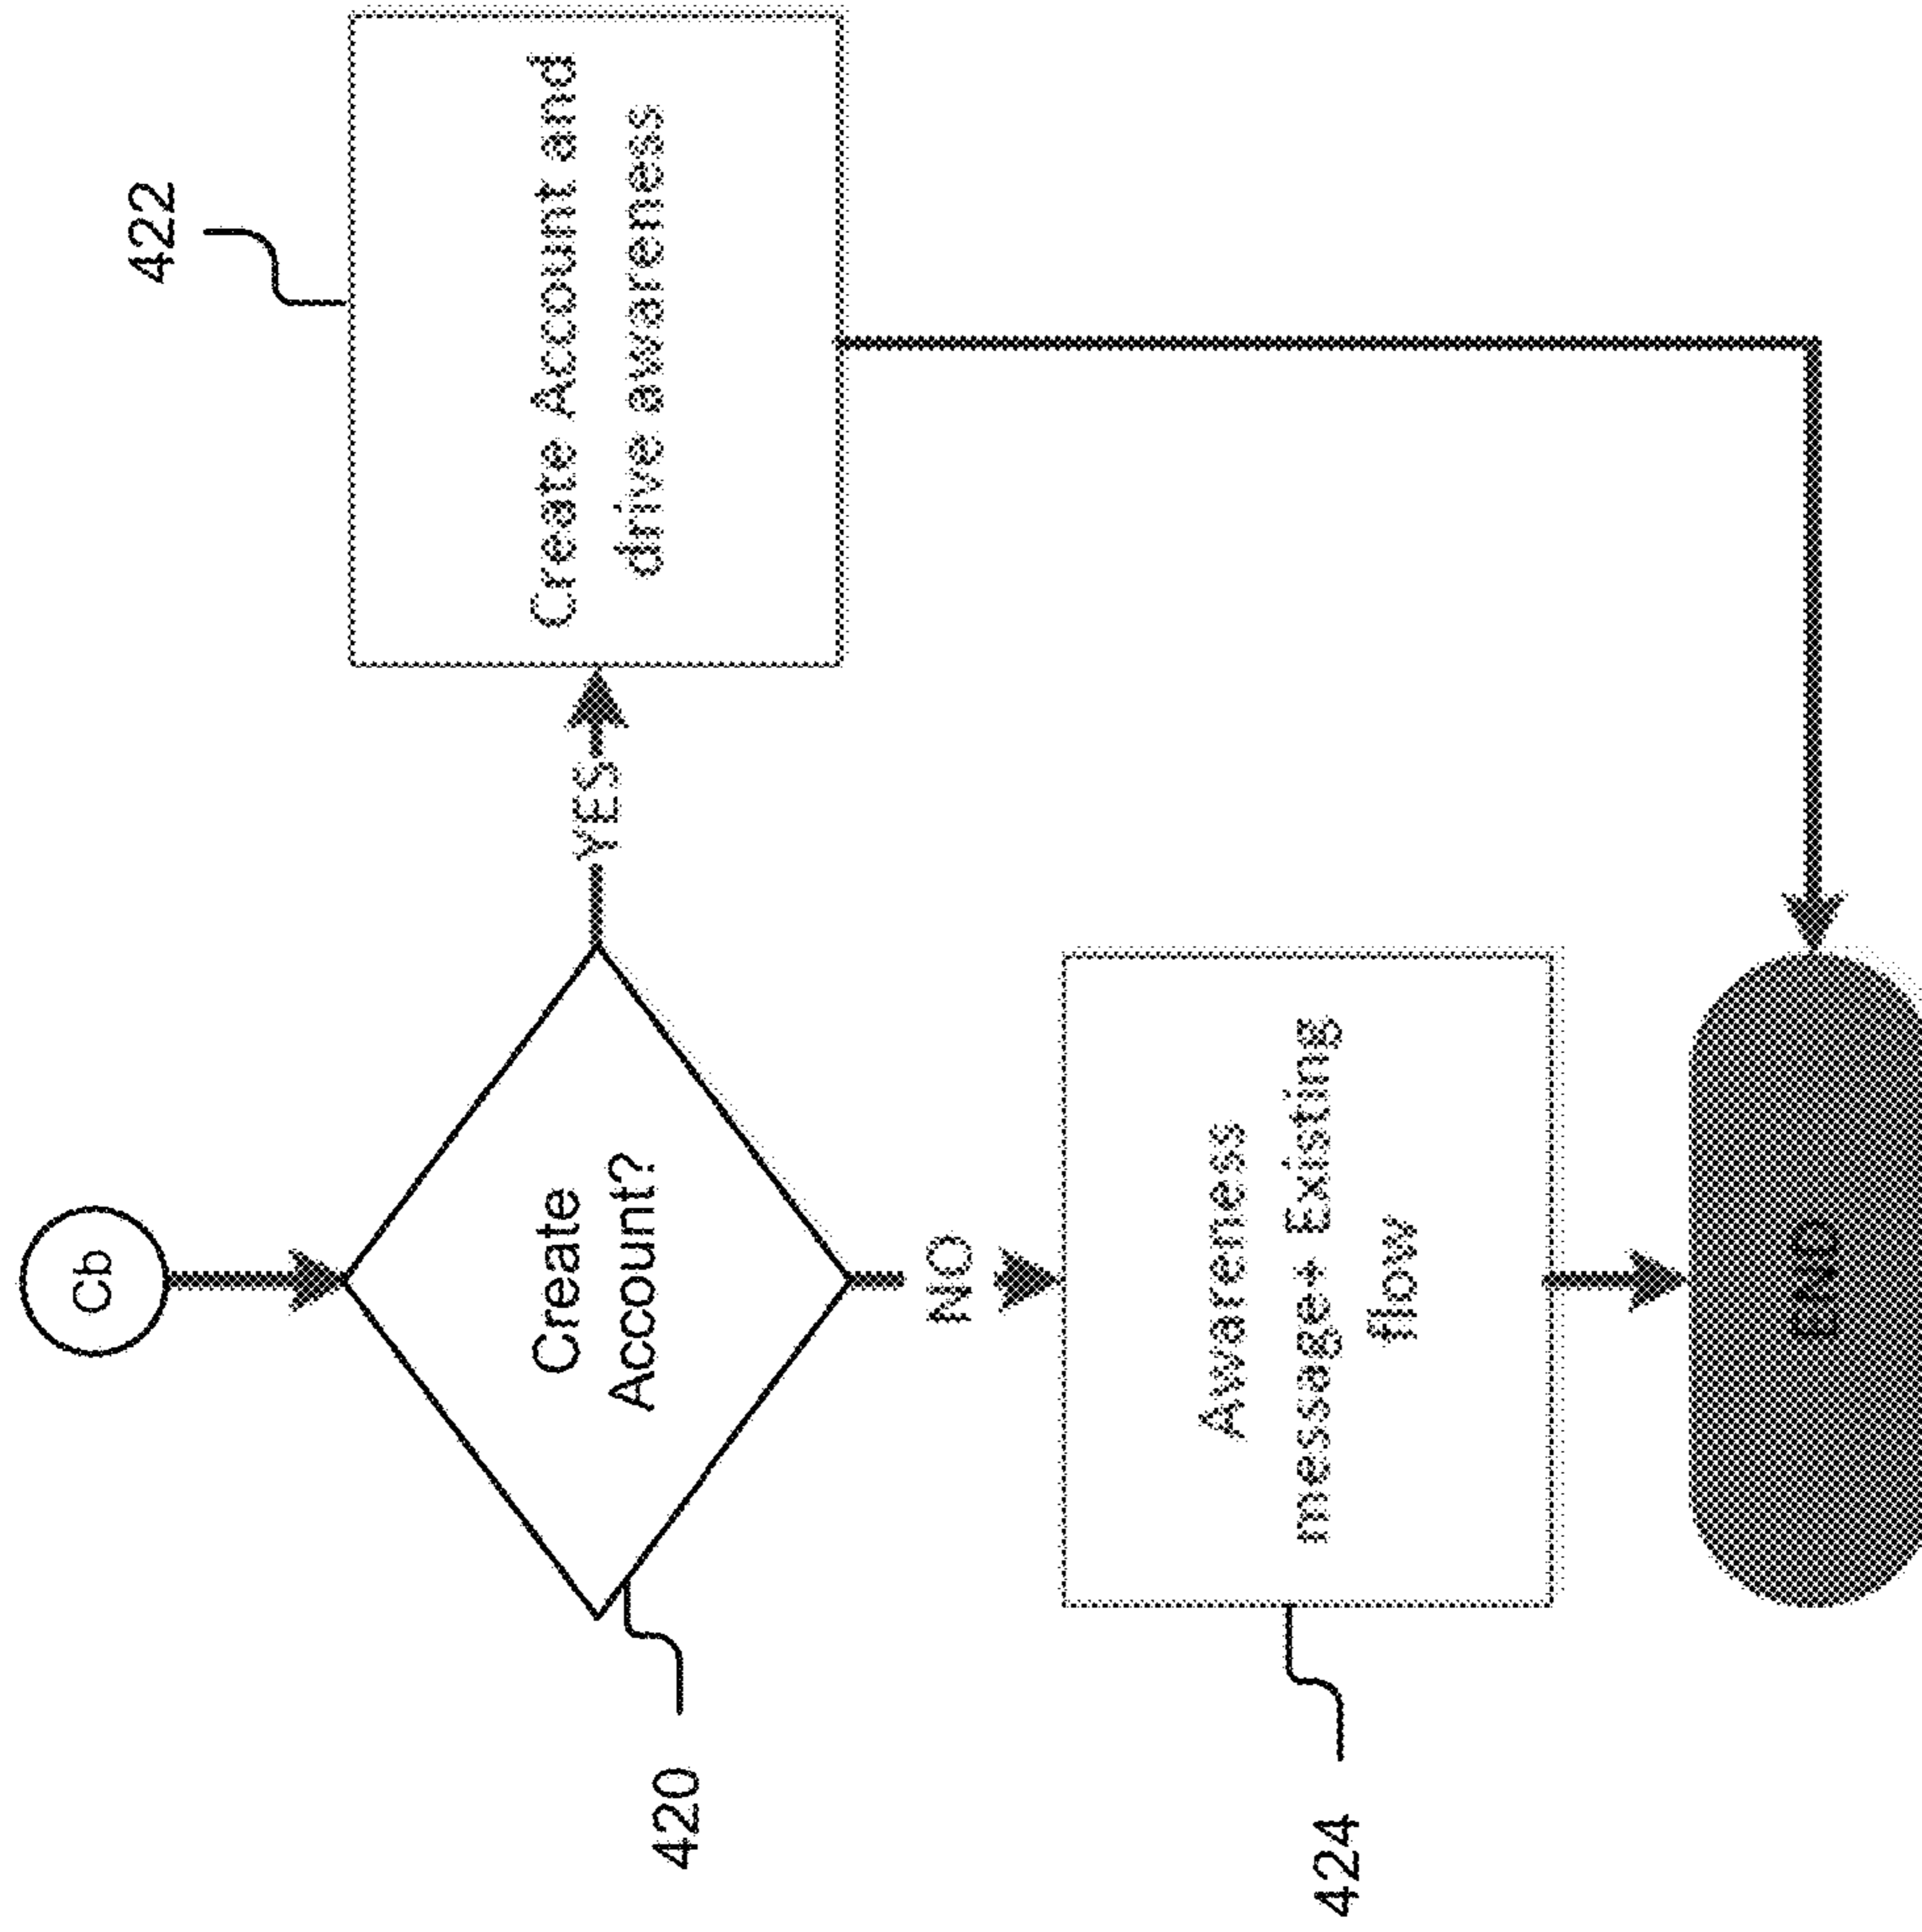 Cb
Create
Account?
420
YES
Create Account and
drive awareness
422
NO
Awareness
message+ Existing
flow
424
END